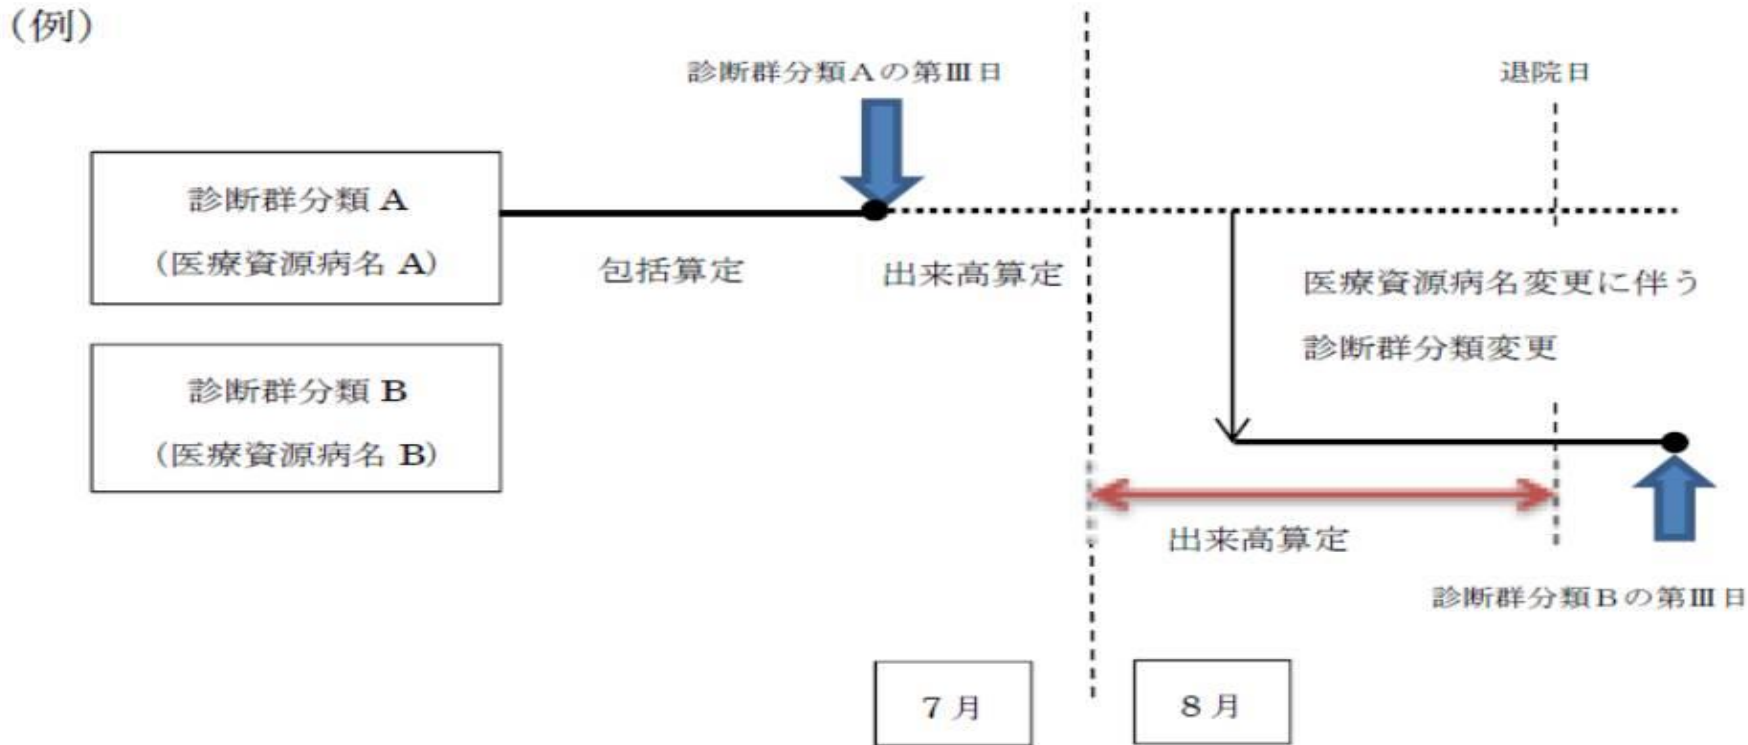 (例)
診断群分類Aの第Ⅲ日
退院日
診断群分類 A
(医療資源病名 A)
包括算定
出来高算定
医療資源病名変更に伴う
診断群分類変更
診断群分類 B
(医療資源病名 B)
出来高算定
診断群分類Bの第Ⅲ日
7月
8月